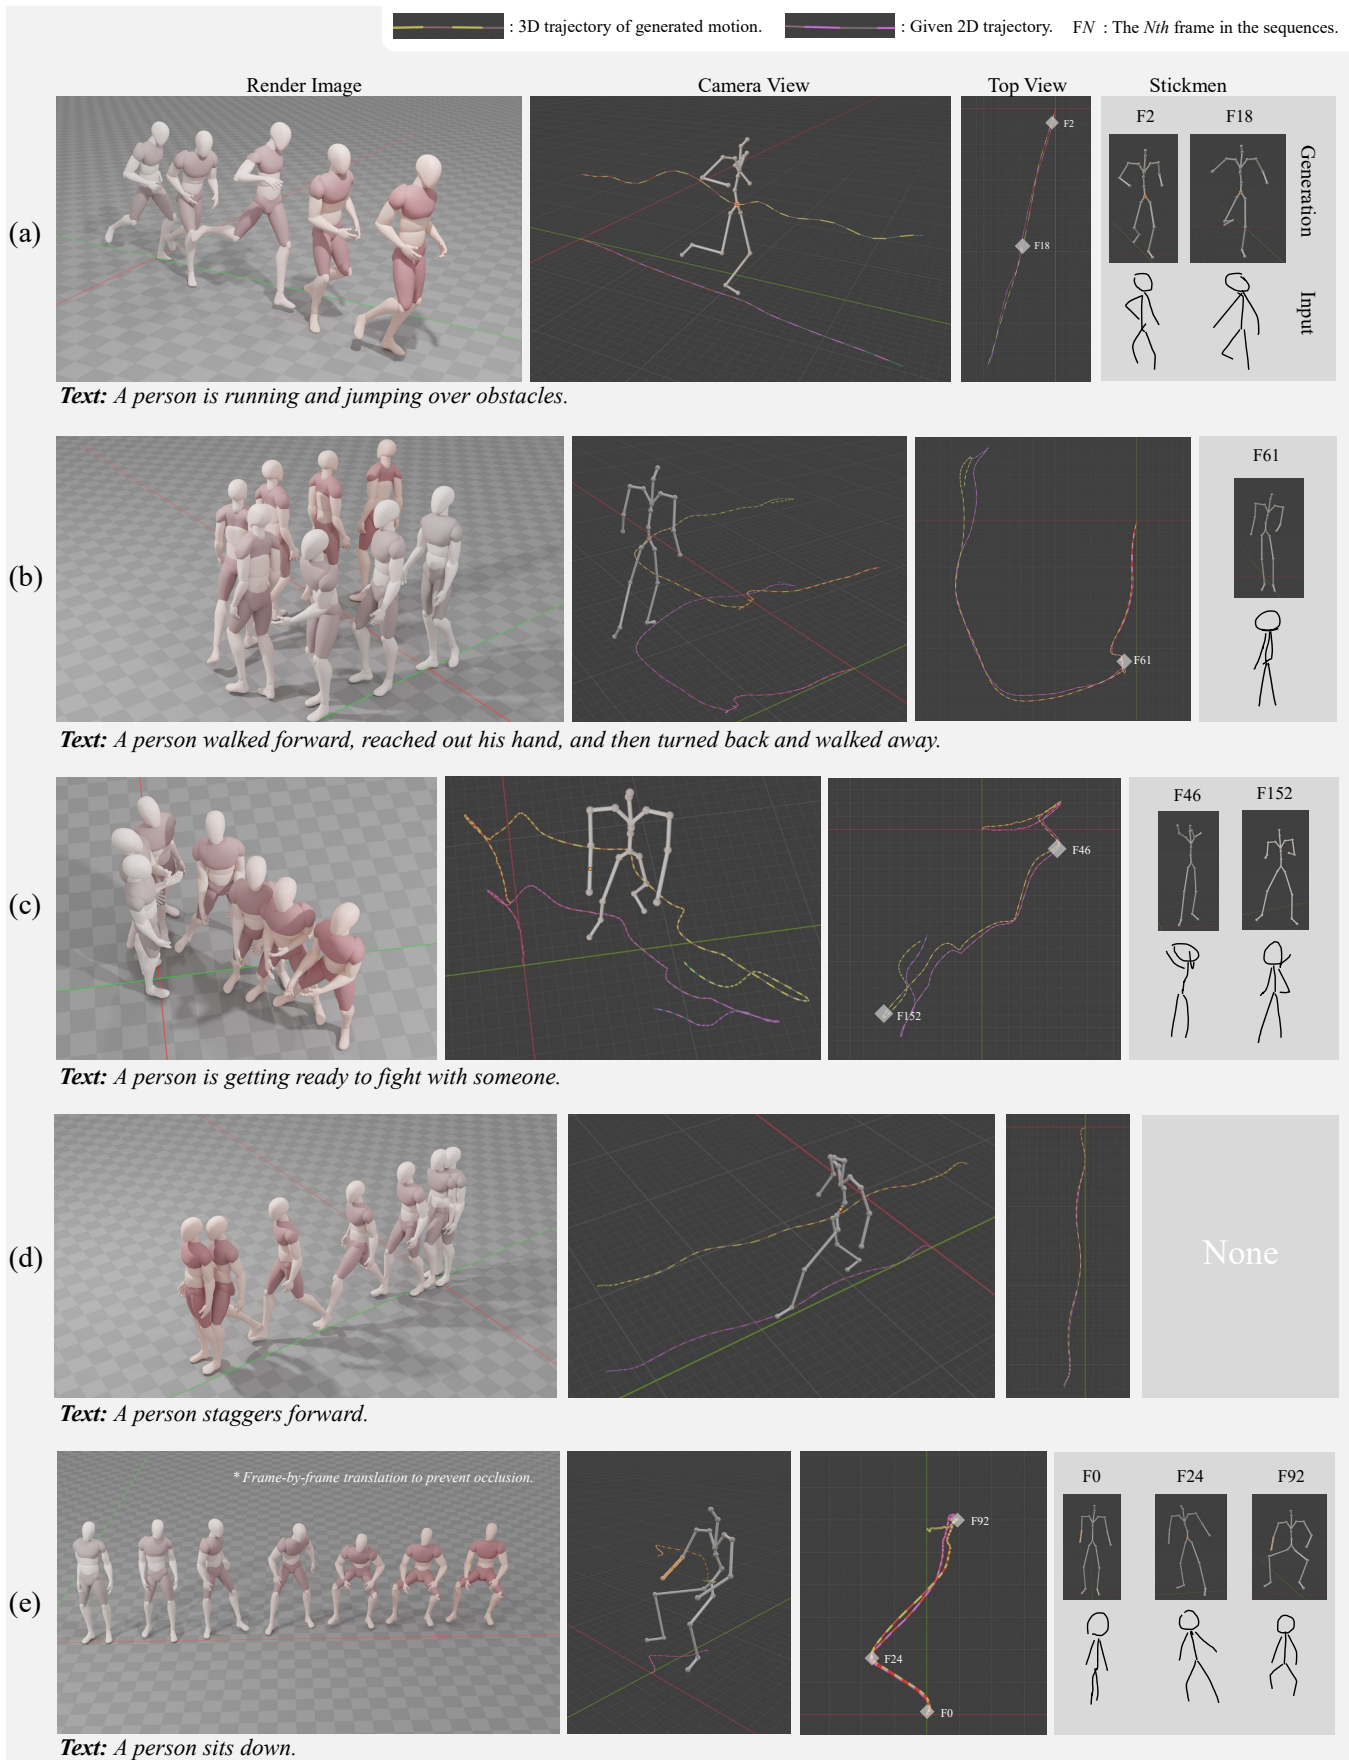 : 3D trajectory of generated motion. : Given 2D trajectory. FN : The Nth frame in the sequences.
Render Image Camera View Top View Stickmen
(a)
F2
F18
F2 F18
Generation
Input
Text: A person is running and jumping over obstacles.
(b)
F61
F61
Text: A person walked forward, reached out his hand, and then turned back and walked away.
(c)
F46
F152
F46 F152
Text: A person is getting ready to fight with someone.
(d)
None
Text: A person staggers forward.
(e)
* Frame-by-frame translation to prevent occlusion.
F92
F24
F0
F0 F24 F92
Text: A person sits down.